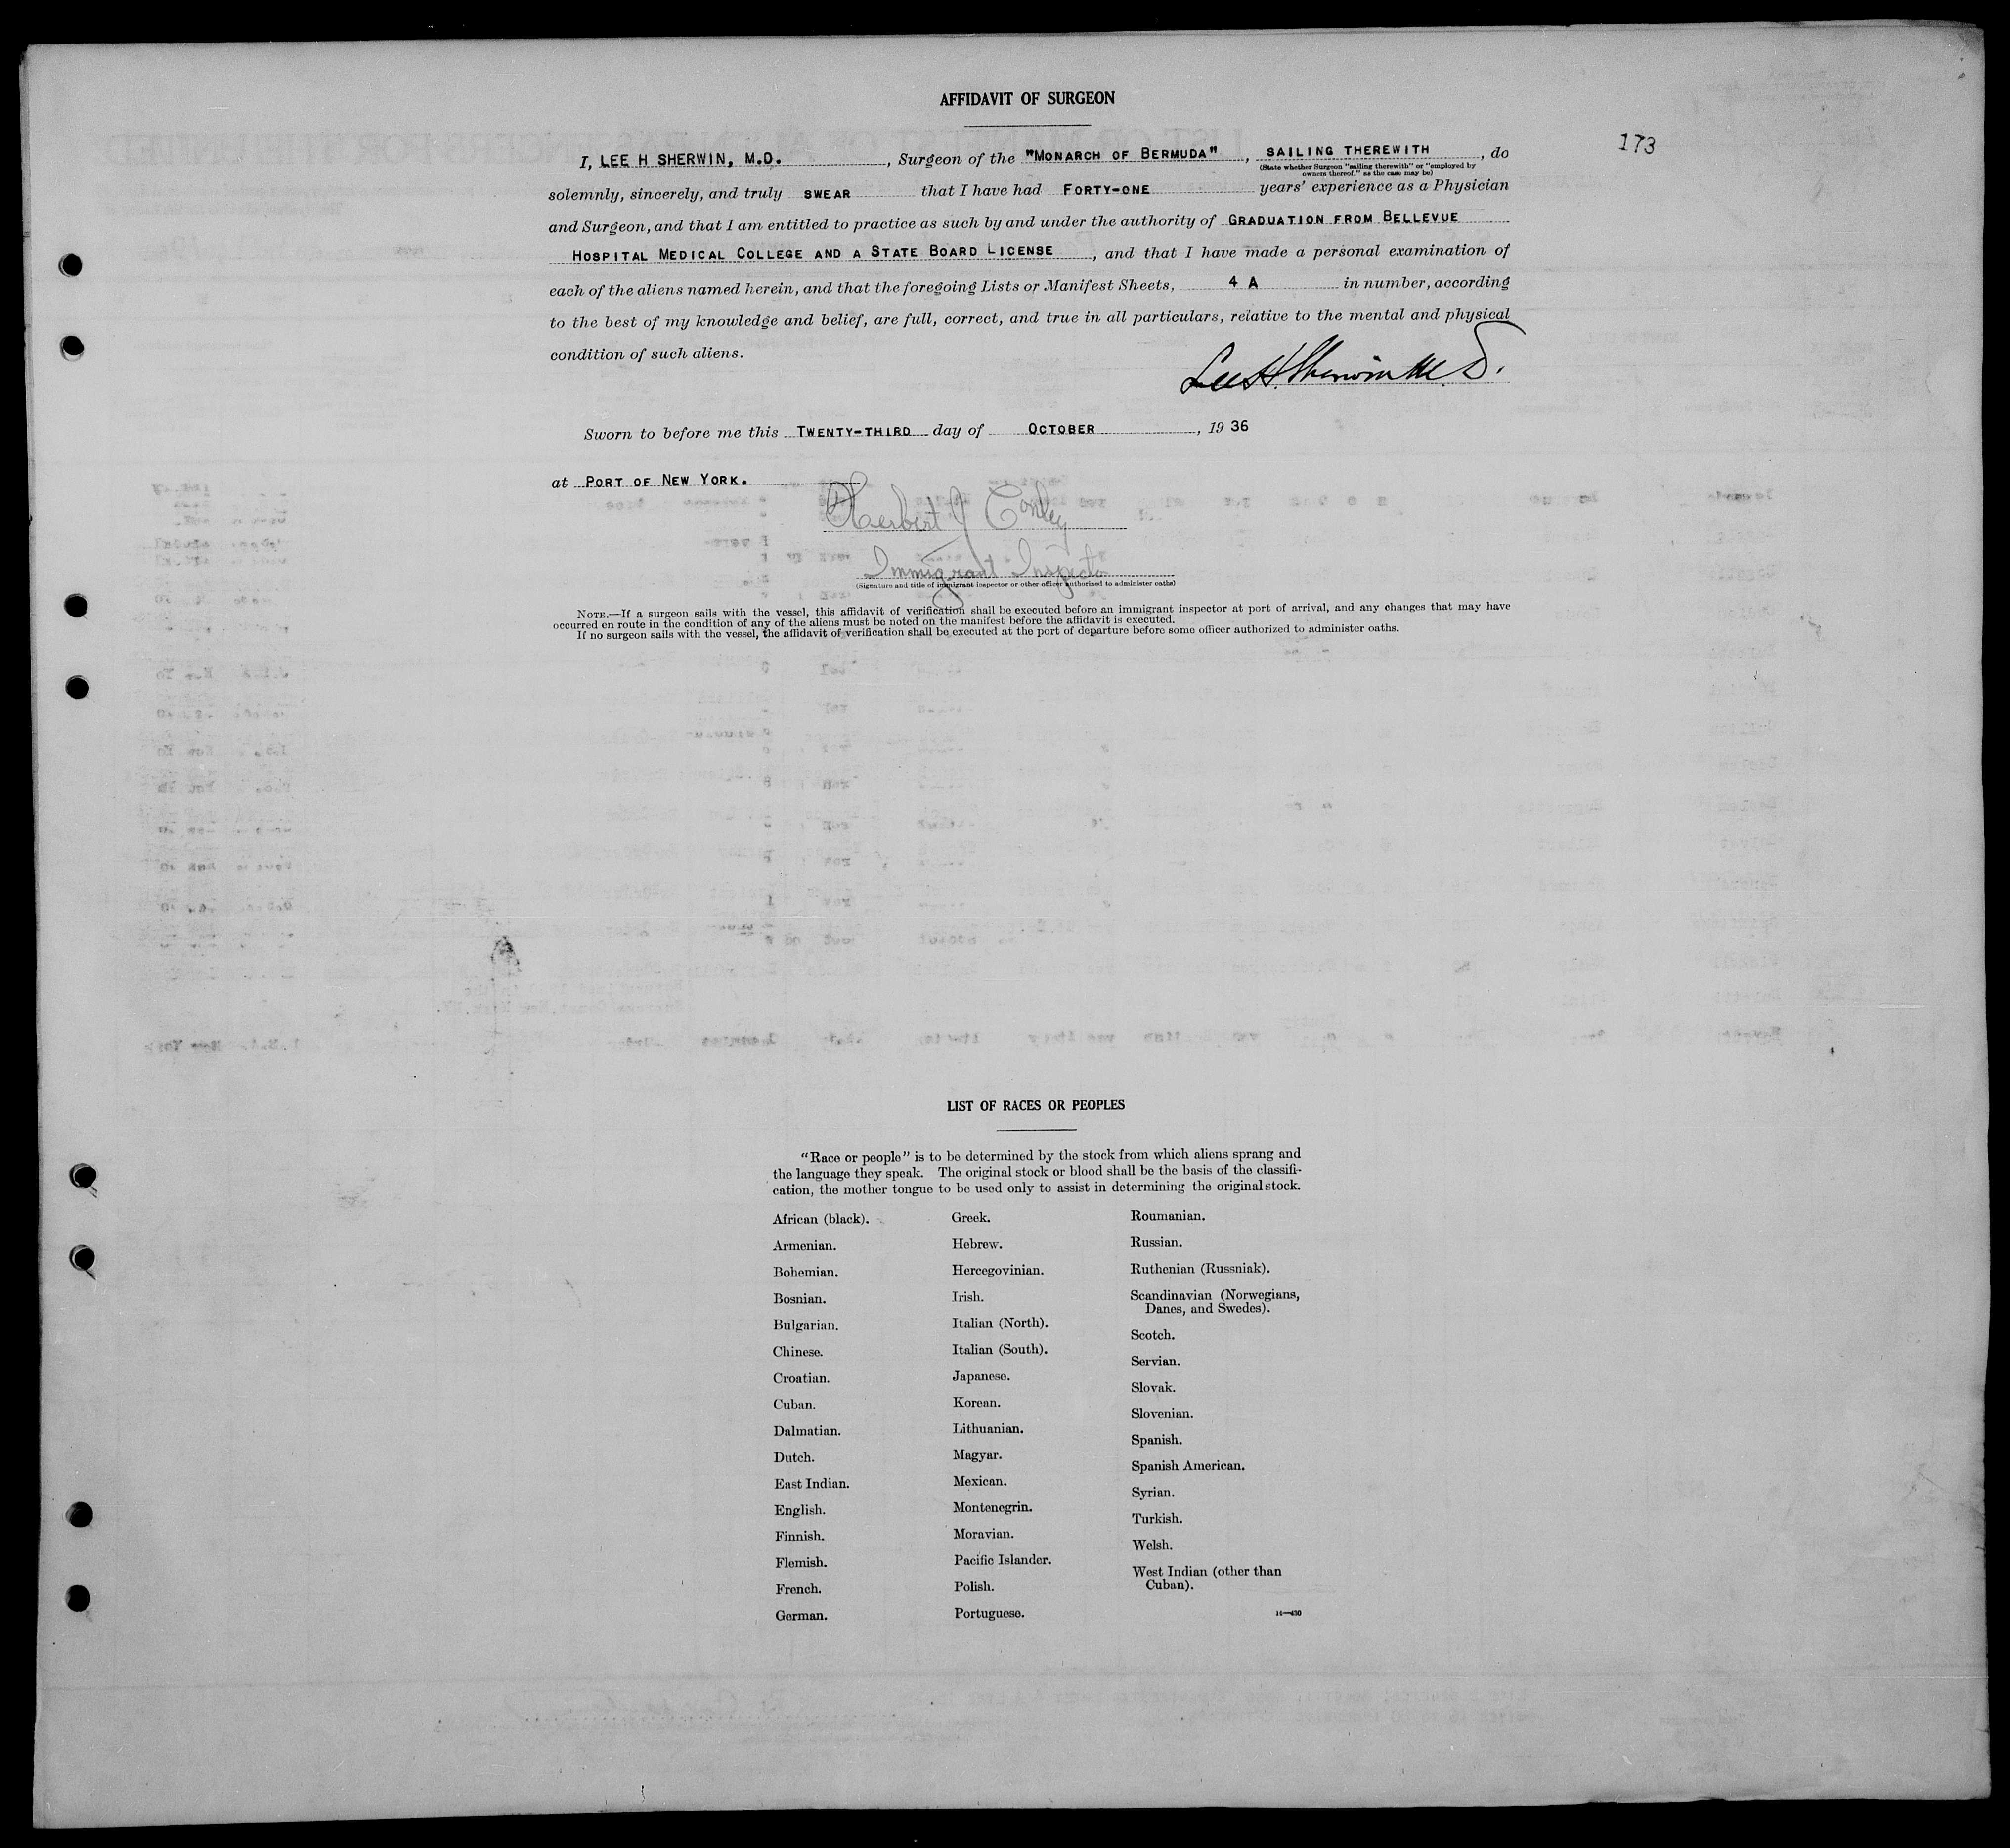 AFFIDAVIT OF SURGEON
173
I, LEE H SHERWIN, M.D., Surgeon of the "MONARCH OF BERMUDA", SAILING THEREWITH, do
(State whether Surgeon "sailing therewith" or "employed by
owners thereof," as the case may be)
solemnly, sincerely, and truly SWEAR that I have had FORTY-ONE years' experience as a Physician
and Surgeon, and that I am entitled to practice as such by and under the authority of GRADUATION FROM BELLEVUE
HOSPITAL MEDICAL COLLEGE AND A STATE BOARD LICENSE, and that I have made a personal examination of
each of the aliens named herein, and that the foregoing Lists or Manifest Sheets, 4 A in number, according
to the best of my knowledge and belief, are full, correct, and true in all particulars, relative to the mental and physical
condition of such aliens.
Lee H. Sherwin M.D.
Sworn to before me this TWENTY-THIRD day of OCTOBER, 1936
at PORT OF NEW YORK.
Herbert J Conley
Immigrant Inspector
(Signature and title of immigrant inspector or other officer authorized to administer oaths)
NOTE.—If a surgeon sails with the vessel, this affidavit of verification shall be executed before an immigrant inspector at port of arrival, and any changes that may have
occurred en route in the condition of any of the aliens must be noted on the manifest before the affidavit is executed.
If no surgeon sails with the vessel, the affidavit of verification shall be executed at the port of departure before some officer authorized to administer oaths.
LIST OF RACES OR PEOPLES
"Race or people" is to be determined by the stock from which aliens sprang and
the language they speak. The original stock or blood shall be the basis of the classifi-
cation, the mother tongue to be used only to assist in determining the original stock.
African (black).
Armenian.
Bohemian.
Bosnian.
Bulgarian.
Chinese.
Croatian.
Cuban.
Dalmatian.
Dutch.
East Indian.
English.
Finnish.
Flemish.
French.
German.
Greek.
Hebrew.
Hercegovinian.
Irish.
Italian (North).
Italian (South).
Japanese.
Korean.
Lithuanian.
Magyar.
Mexican.
Montenegrin.
Moravian.
Pacific Islander.
Polish.
Portuguese.
Roumanian.
Russian.
Ruthenian (Russniak).
Scandinavian (Norwegians,
Danes, and Swedes).
Scotch.
Servian.
Slovak.
Slovenian.
Spanish.
Spanish American.
Syrian.
Turkish.
Welsh.
West Indian (other than
Cuban).